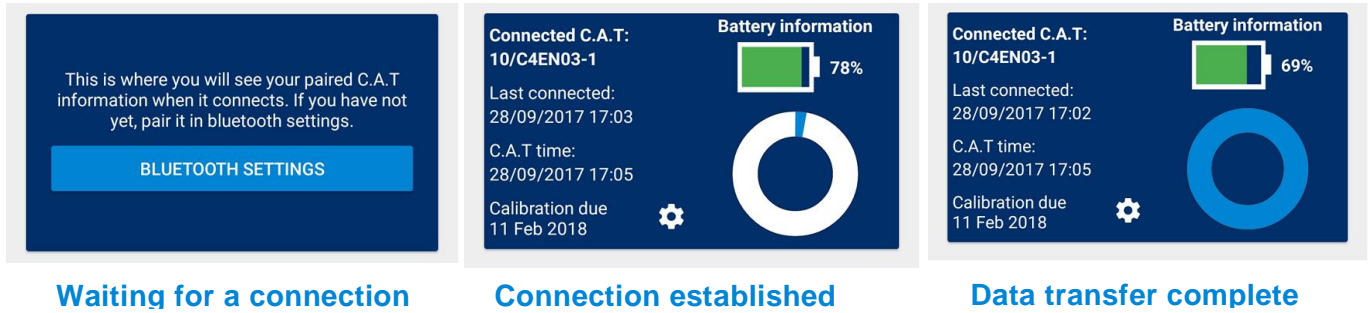 This is where you will see your paired C.A.T
information when it connects. If you have not
yet, pair it in bluetooth settings.
BLUETOOTH SETTINGS
Waiting for a connection
Connected C.A.T:
10/C4EN03-1
Last connected:
28/09/2017 17:03
C.A.T time:
28/09/2017 17:05
Calibration due
11 Feb 2018
Battery information
78%
Connection established
Connected C.A.T:
10/C4EN03-1
Last connected:
28/09/2017 17:02
C.A.T time:
28/09/2017 17:05
Calibration due
11 Feb 2018
Battery information
69%
Data transfer complete